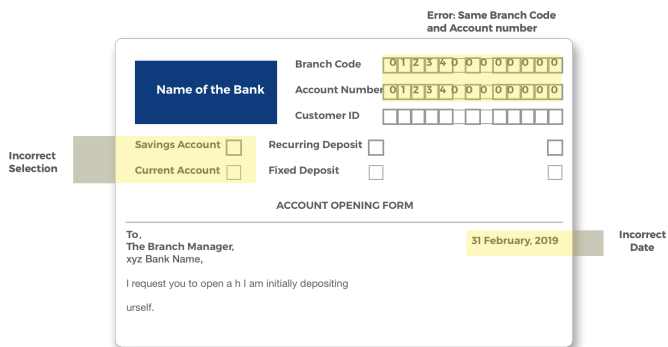 Error: Same Branch Code
and Account number
Name of the Bank
Branch Code 0 1 2 3 4 0 0 0 0 0 0 0 0
Account Number 0 1 2 3 4 0 0 0 0 0 0 0 0
Customer ID
Incorrect
Selection
Savings Account
Recurring Deposit
Current Account
Fixed Deposit
ACCOUNT OPENING FORM
To,
The Branch Manager,
xyz Bank Name,
31 February, 2019
Incorrect
Date
I request you to open a h I am initially depositing
urself.